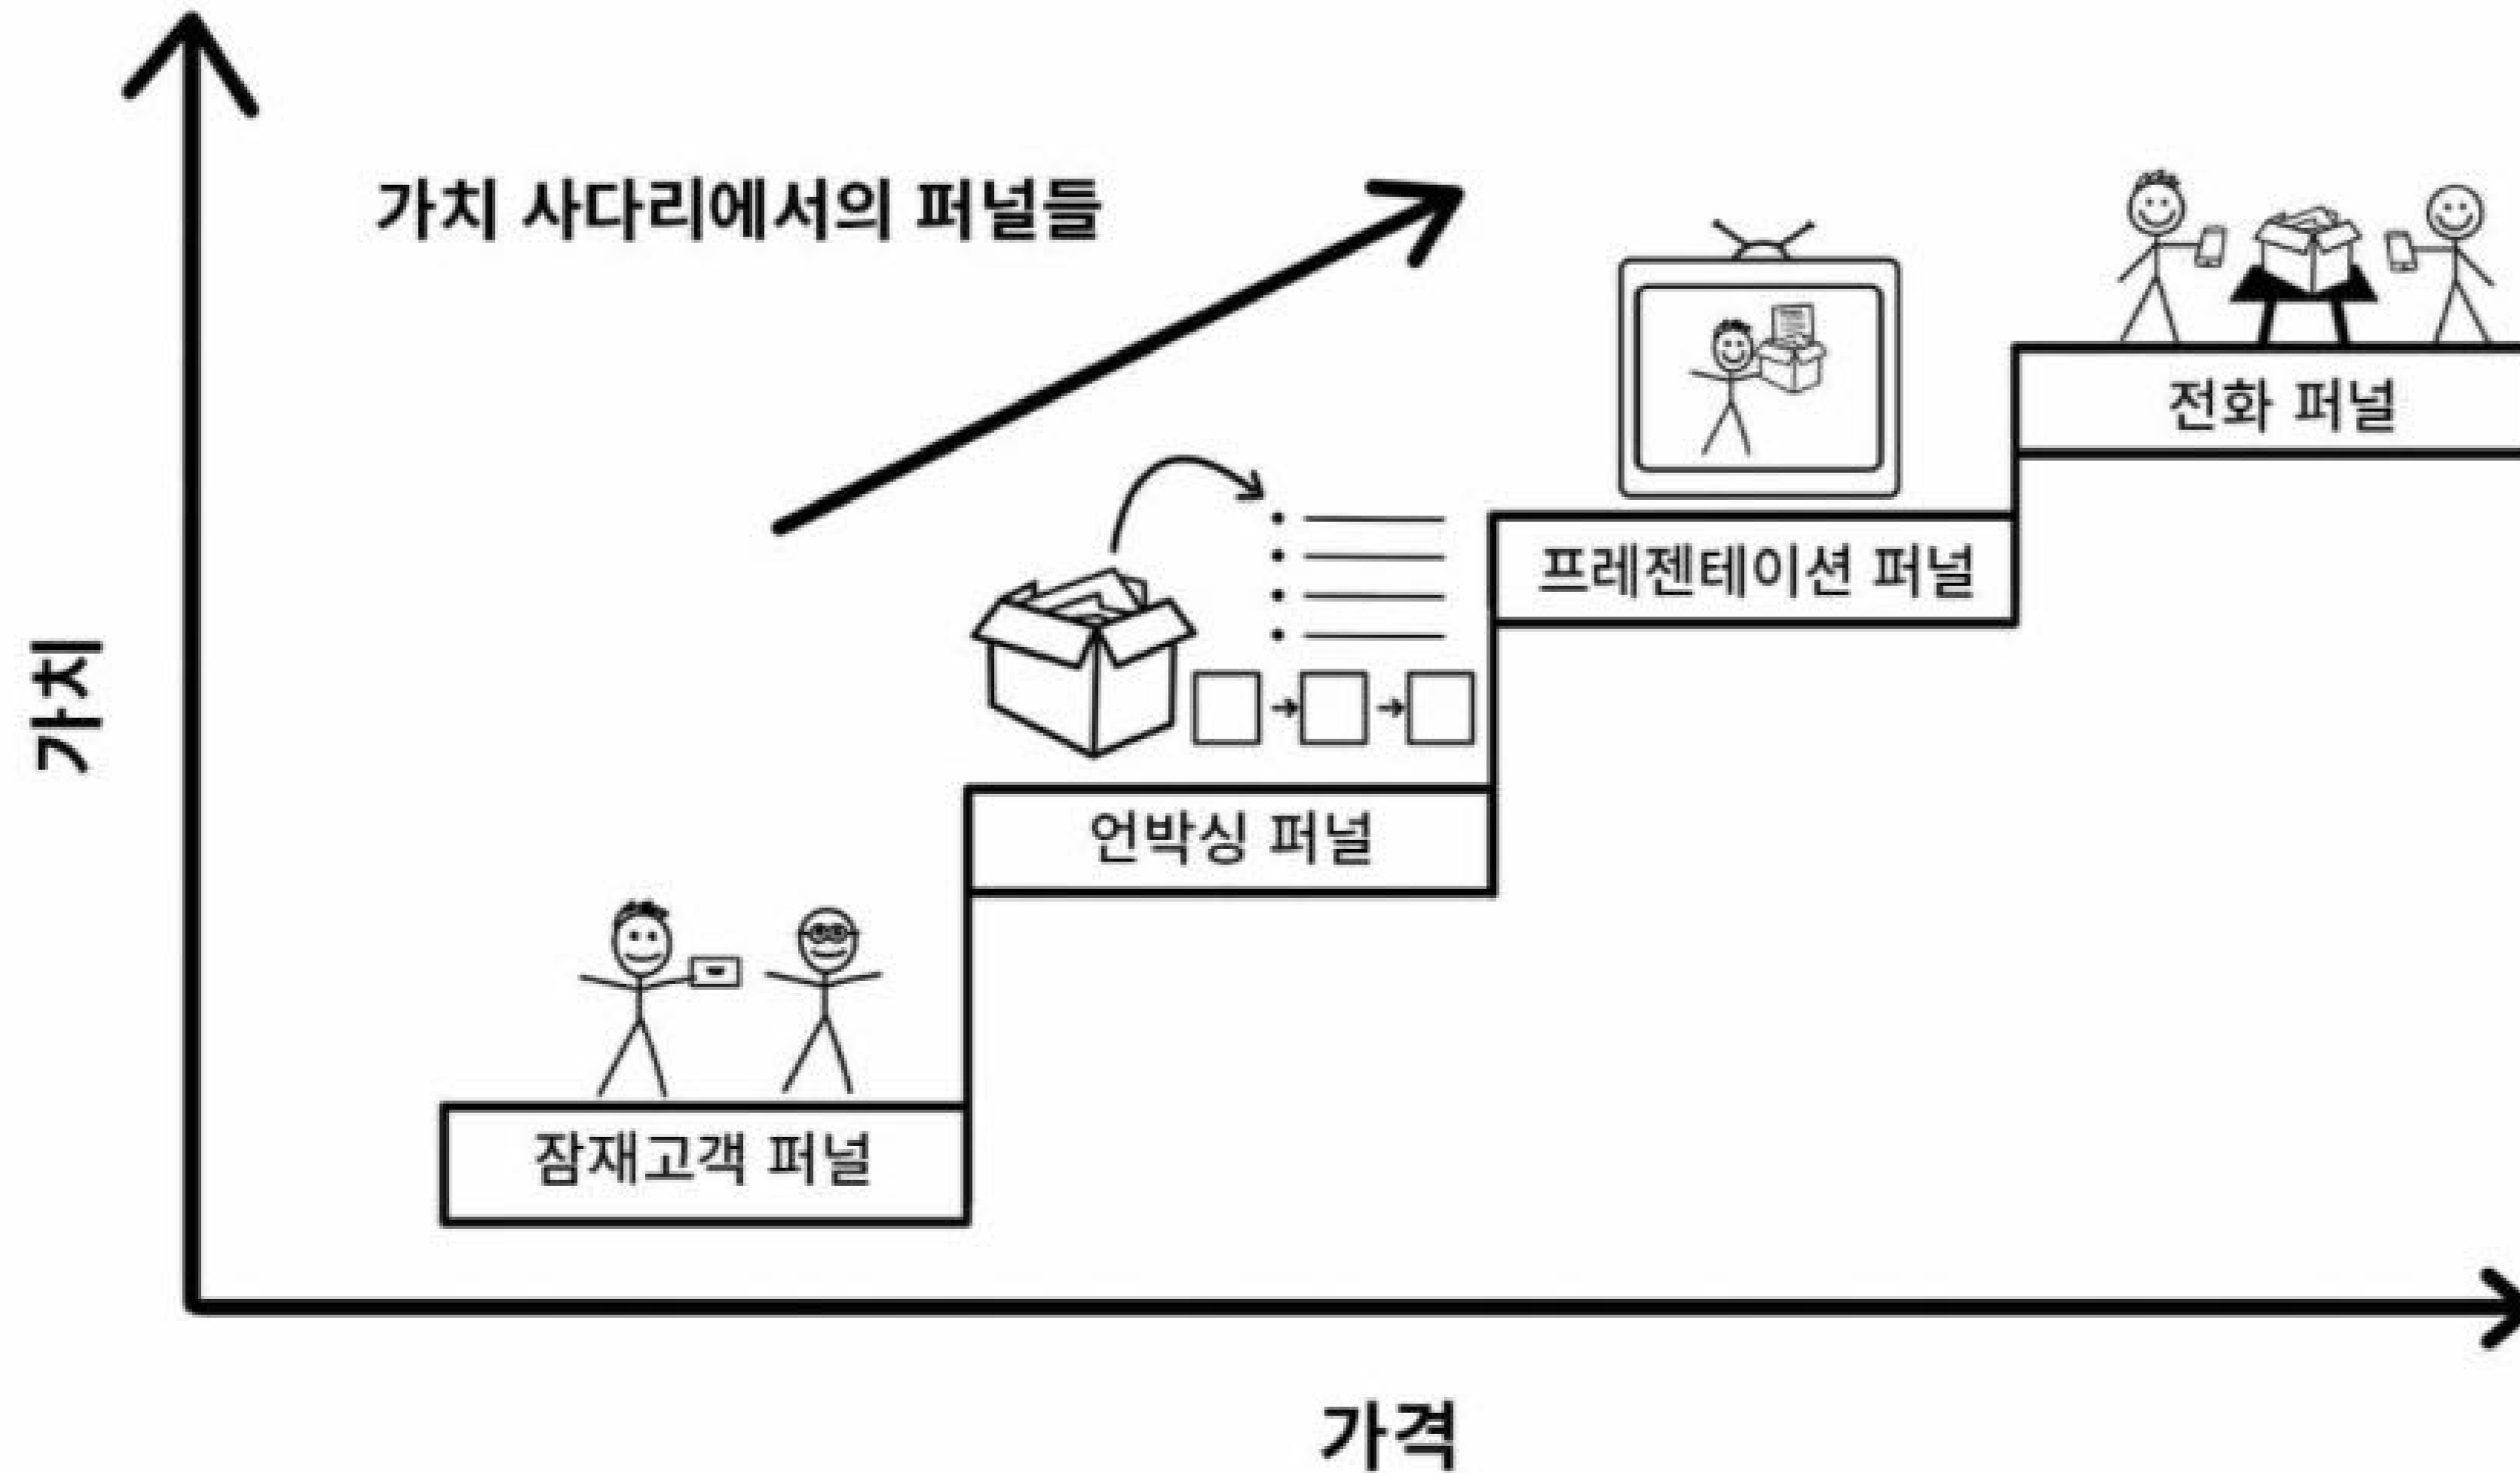 가치 사다리에서의 퍼널들
전화 퍼널
프레젠테이션 퍼널
가치
언박싱 퍼널
잠재고객 퍼널
가격